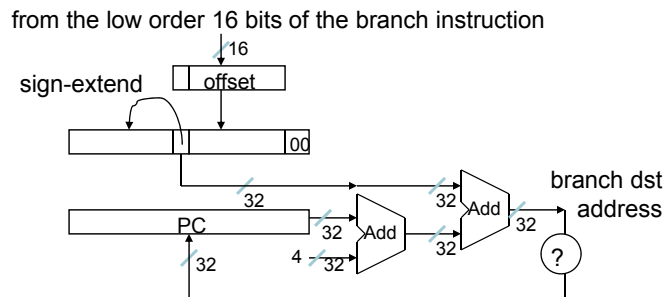 from the low order 16 bits of the branch instruction
16
sign-extend
offset
00
branch dst
address
32
32
Add
32
PC
32
Add
32
4
32
32
?